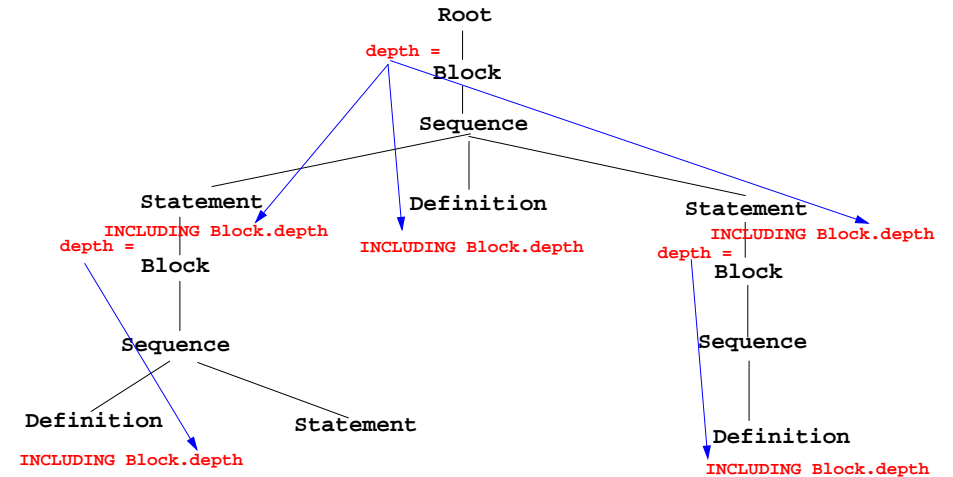 Root
depth =
Block
Sequence
Statement
Definition
Statement
INCLUDING Block.depth
INCLUDING Block.depth
INCLUDING Block.depth
depth =
depth =
Block
Block
Sequence
Sequence
Definition
Statement
Definition
INCLUDING Block.depth
INCLUDING Block.depth